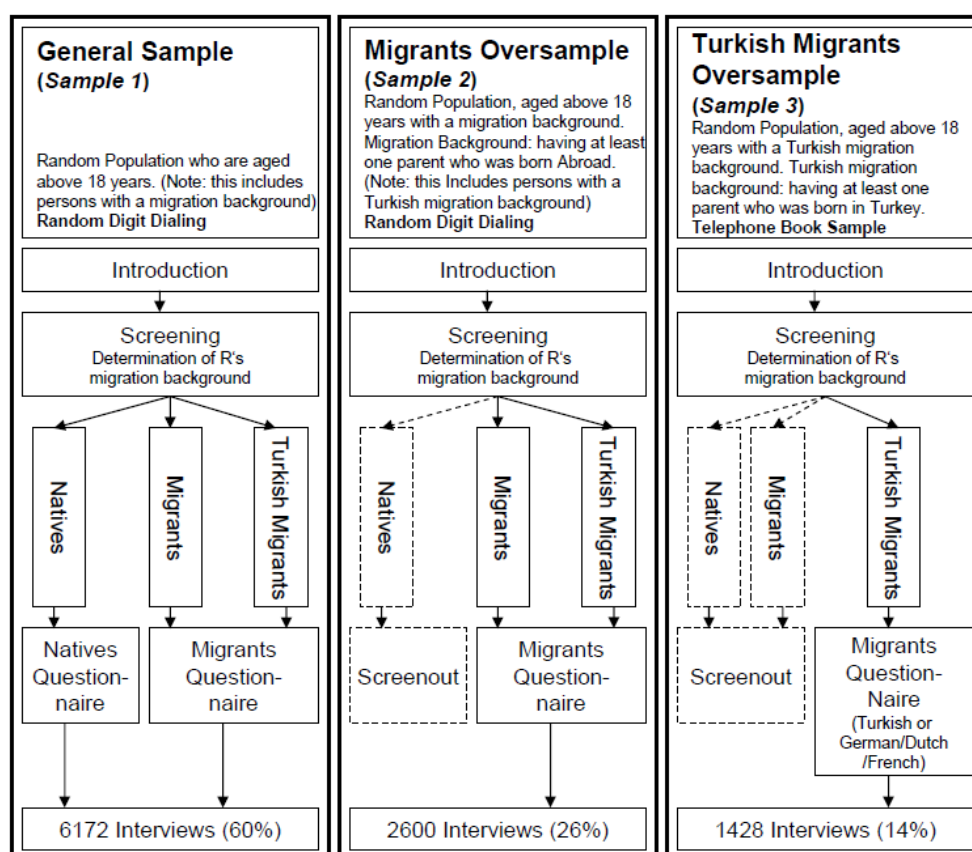 General Sample
(Sample 1)
Random Population who are aged
above 18 years. (Note: this includes
persons with a migration background)
Random Digit Dialing
Introduction
Screening
Determination of R's
migration background
Natives
Migrants
Turkish Migrants
Natives
Question-
naire
Migrants
Question-
naire
6172 Interviews (60%)
Migrants Oversample
(Sample 2)
Random Population, aged above 18
years with a migration background.
Migration Background: having at least
one parent who was born Abroad.
(Note: this Includes persons with a
Turkish migration background)
Random Digit Dialing
Introduction
Screening
Determination of R's
migration background
Natives
Migrants
Turkish Migrants
Screenout
Migrants
Question-
naire
2600 Interviews (26%)
Turkish Migrants
Oversample
(Sample 3)
Random Population, aged above 18
years with a Turkish migration
background. Turkish migration
background: having at least one
parent who was born in Turkey.
Telephone Book Sample
Introduction
Screening
Determination of R's
migration background
Natives
Migrants
Turkish Migrants
Screenout
Migrants
Question-
Naire
(Turkish or
German/Dutch
/French)
1428 Interviews (14%)